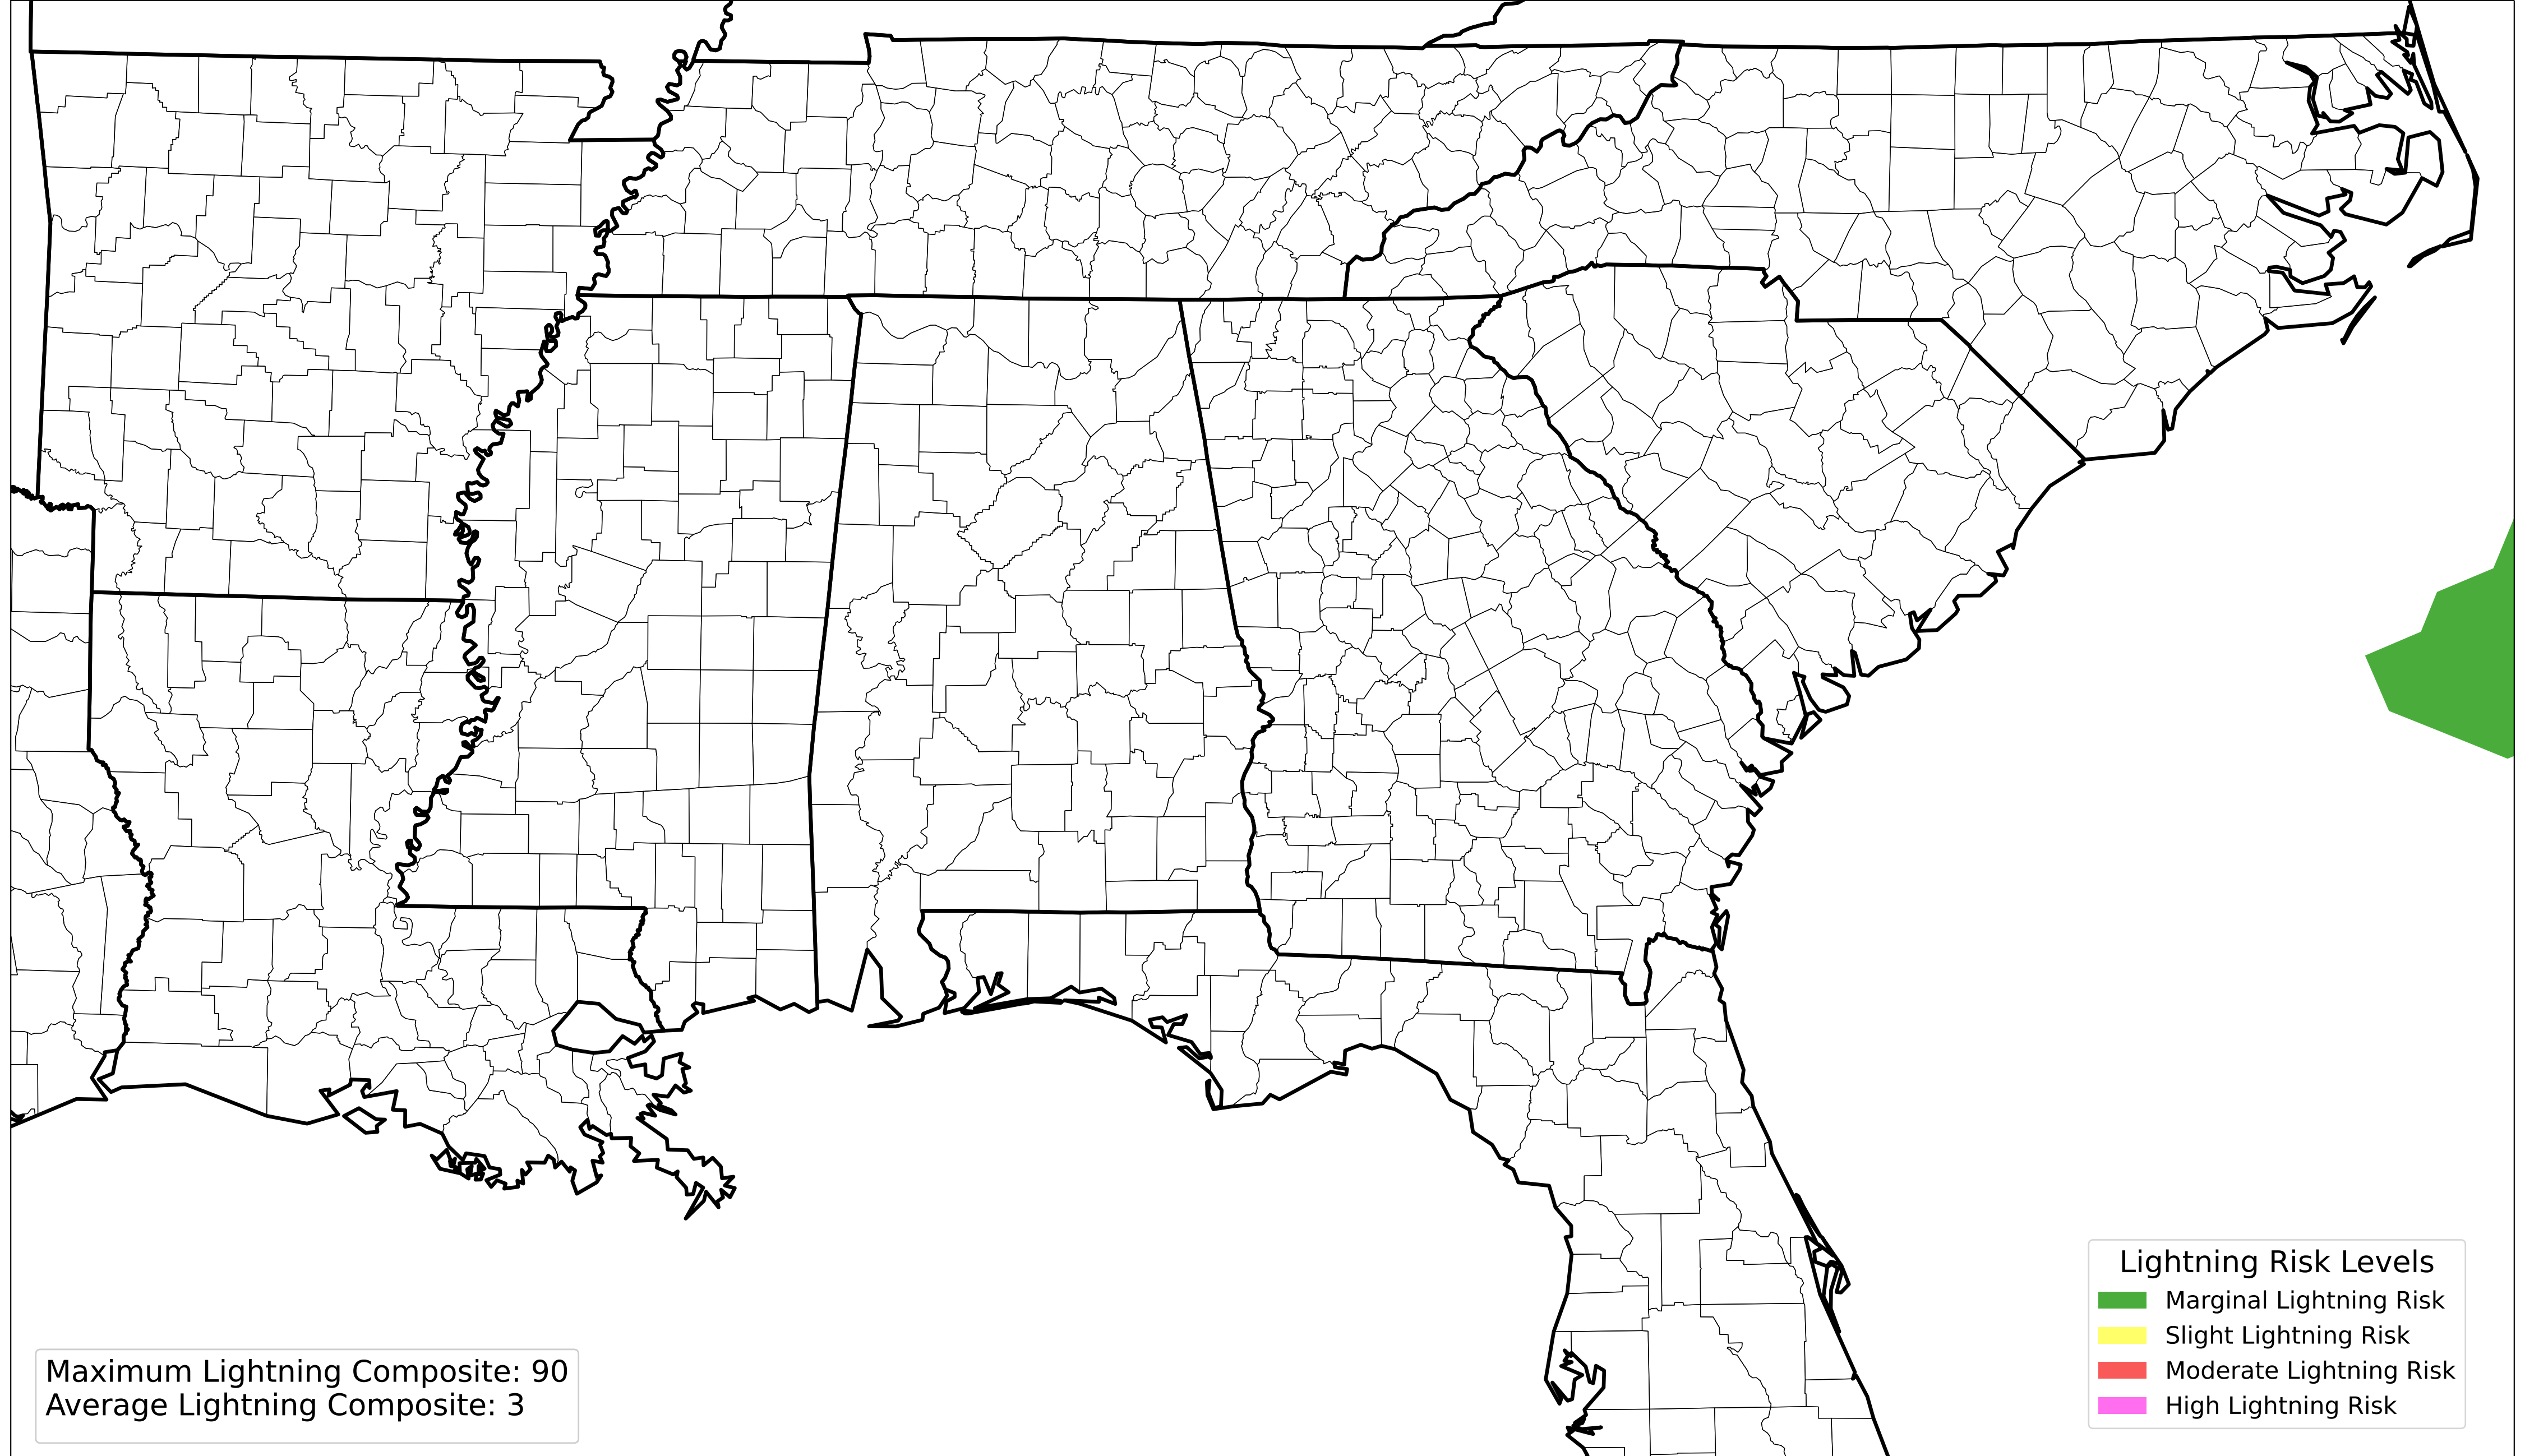 Maximum Lightning Composite: 90
Average Lightning Composite: 3
Lightning Risk Levels
Marginal Lightning Risk
Slight Lightning Risk
Moderate Lightning Risk
High Lightning Risk